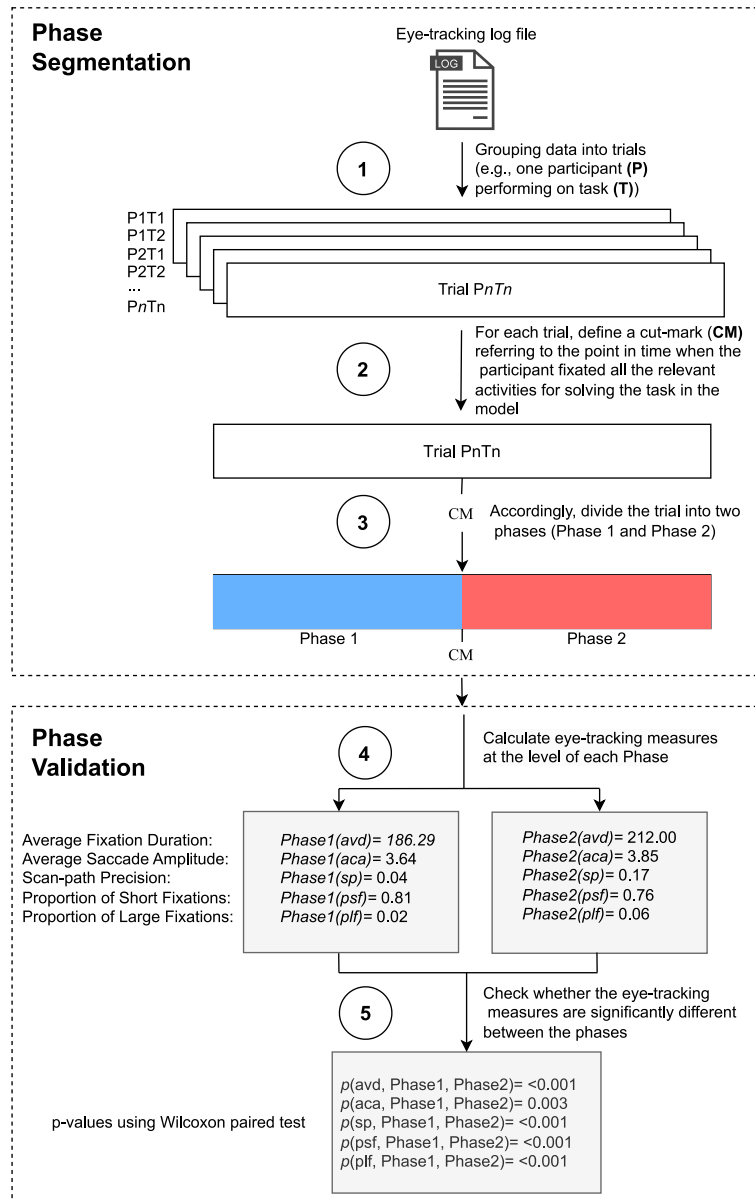 Phase
Segmentation
Eye-tracking log file
LOG
1
Grouping data into trials
(e.g., one participant (P)
performing on task (T))
P1T1
P1T2
P2T1
P2T2
...
PnTn
Trial PnTn
2
For each trial, define a cut-mark (CM)
referring to the point in time when the
participant fixated all the relevant
activities for solving the task in the
model
Trial PnTn
3
CM
Accordingly, divide the trial into two
phases (Phase 1 and Phase 2)
Phase 1
Phase 2
CM
Phase
Validation
4
Calculate eye-tracking measures
at the level of each Phase
Average Fixation Duration:
Average Saccade Amplitude:
Scan-path Precision:
Proportion of Short Fixations:
Proportion of Large Fixations:
Phase1(avd)= 186.29
Phase1(aca)= 3.64
Phase1(sp)= 0.04
Phase1(psf)= 0.81
Phase1(plf)= 0.02
Phase2(avd)= 212.00
Phase2(aca)= 3.85
Phase2(sp)= 0.17
Phase2(psf)= 0.76
Phase2(plf)= 0.06
5
Check whether the eye-tracking
measures are significantly different
between the phases
p-values using Wilcoxon paired test
p(avd, Phase1, Phase2)= <0.001
p(aca, Phase1, Phase2)= 0.003
p(sp, Phase1, Phase2)= <0.001
p(psf, Phase1, Phase2)= <0.001
p(plf, Phase1, Phase2)= <0.001